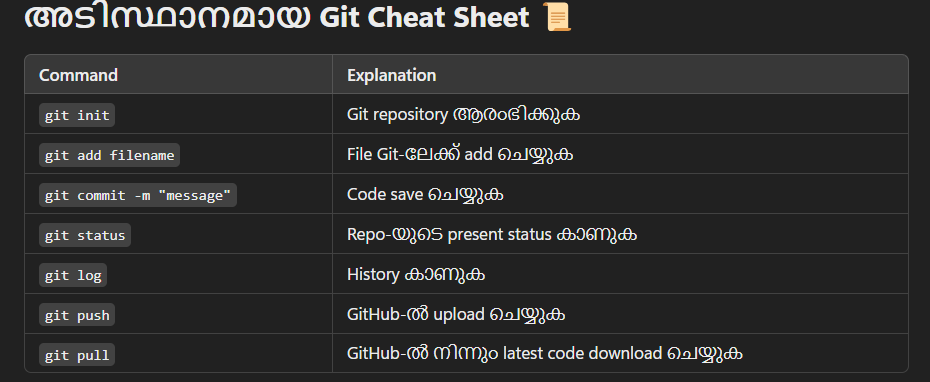 അടിസ്ഥാനമായ Git Cheat Sheet 📜
Command Explanation
git init Git repository ആരംഭിക്കുക
git add filename File Git-ലേക്ക് add ചെയ്യുക
git commit -m "message" Code save ചെയ്യുക
git status Repo-യുടെ present status കാണുക
git log History കാണുക
git push GitHub-ൽ upload ചെയ്യുക
git pull GitHub-ൽ നിന്നും latest code download ചെയ്യുക